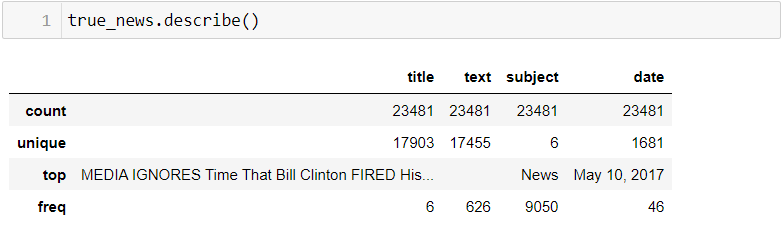 1 true_news.describe()
title text subject date
count 23481 23481 23481 23481
unique 17903 17455 6 1681
top MEDIA IGNORES Time That Bill Clinton FIRED His... News May 10, 2017
freq 6 626 9050 46